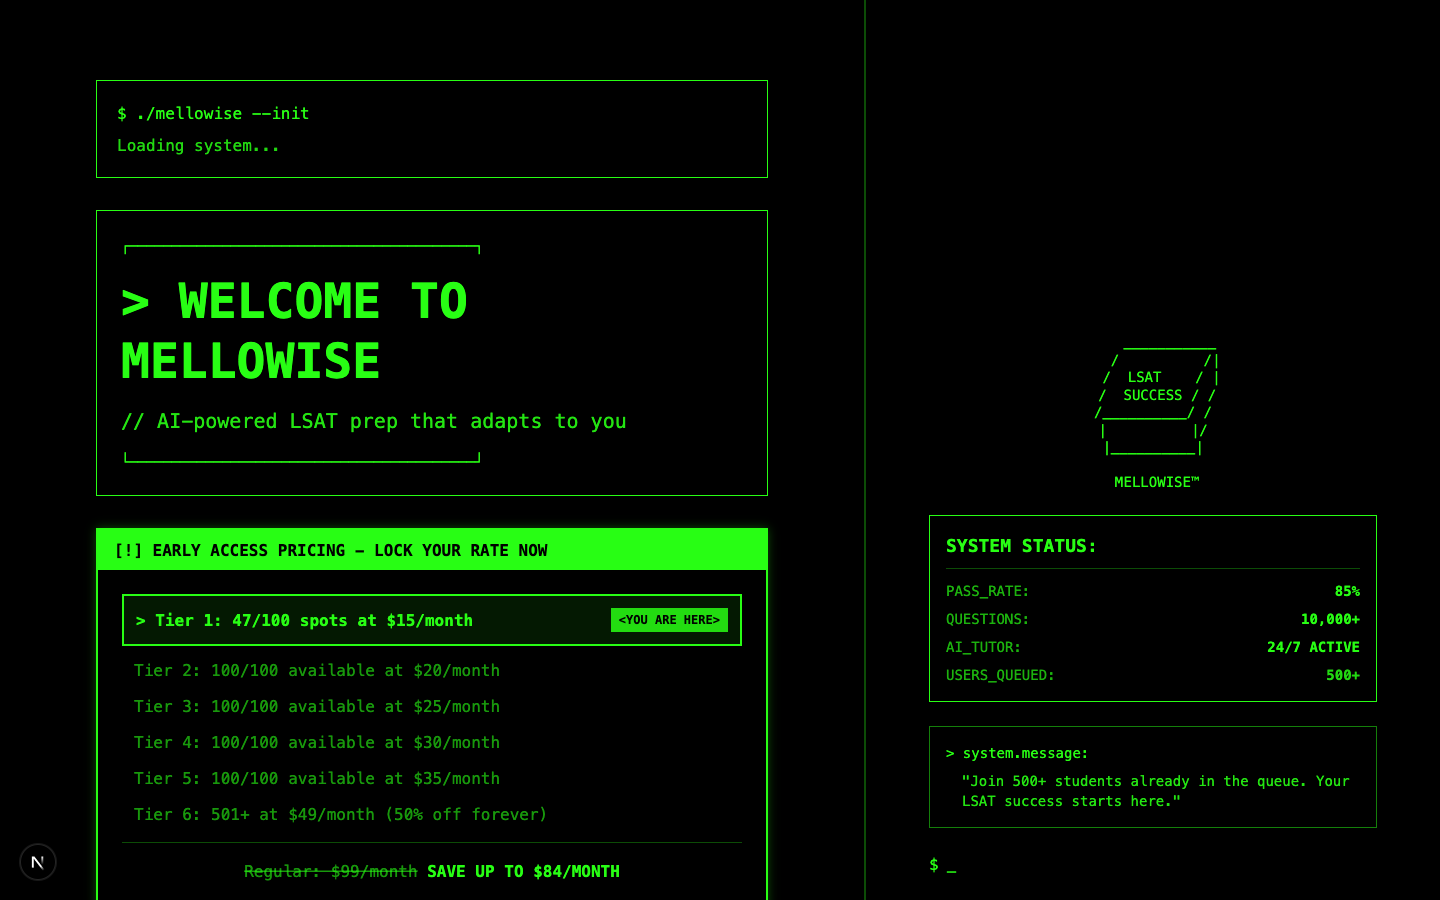 $ ./mellowise --init
Loading system...
> WELCOME TO
MELLOWISE
// AI-powered LSAT prep that adapts to you
[!] EARLY ACCESS PRICING - LOCK YOUR RATE NOW
> Tier 1: 47/100 spots at $15/month <YOU ARE HERE>
Tier 2: 100/100 available at $20/month
Tier 3: 100/100 available at $25/month
Tier 4: 100/100 available at $30/month
Tier 5: 100/100 available at $35/month
Tier 6: 501+ at $49/month (50% off forever)
Regular: $99/month SAVE UP TO $84/MONTH
N
LSAT
SUCCESS
MELLOWISE™
SYSTEM STATUS:
PASS_RATE: 85%
QUESTIONS: 10,000+
AI_TUTOR: 24/7 ACTIVE
USERS_QUEUED: 500+
> system.message:
"Join 500+ students already in the queue. Your
LSAT success starts here."
$ _